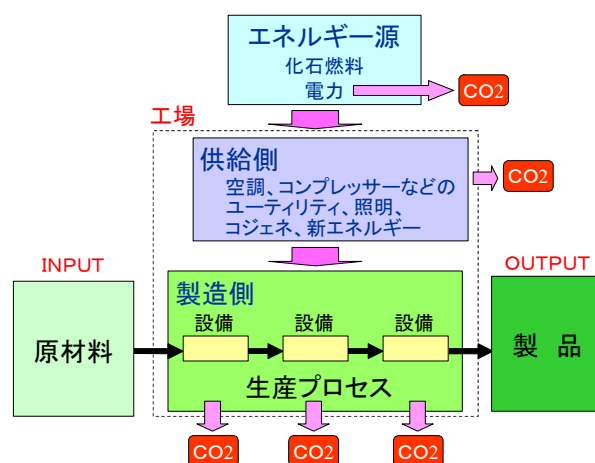 エネルギー源
化石燃料
電力
CO2
工場
供給側
空調、コンプレッサーなどの
ユーティリティ、照明、
コジェネ、新エネルギー
CO2
INPUT
原材料
製造側
設備 設備 設備
生産プロセス
OUTPUT
製 品
CO2 CO2 CO2